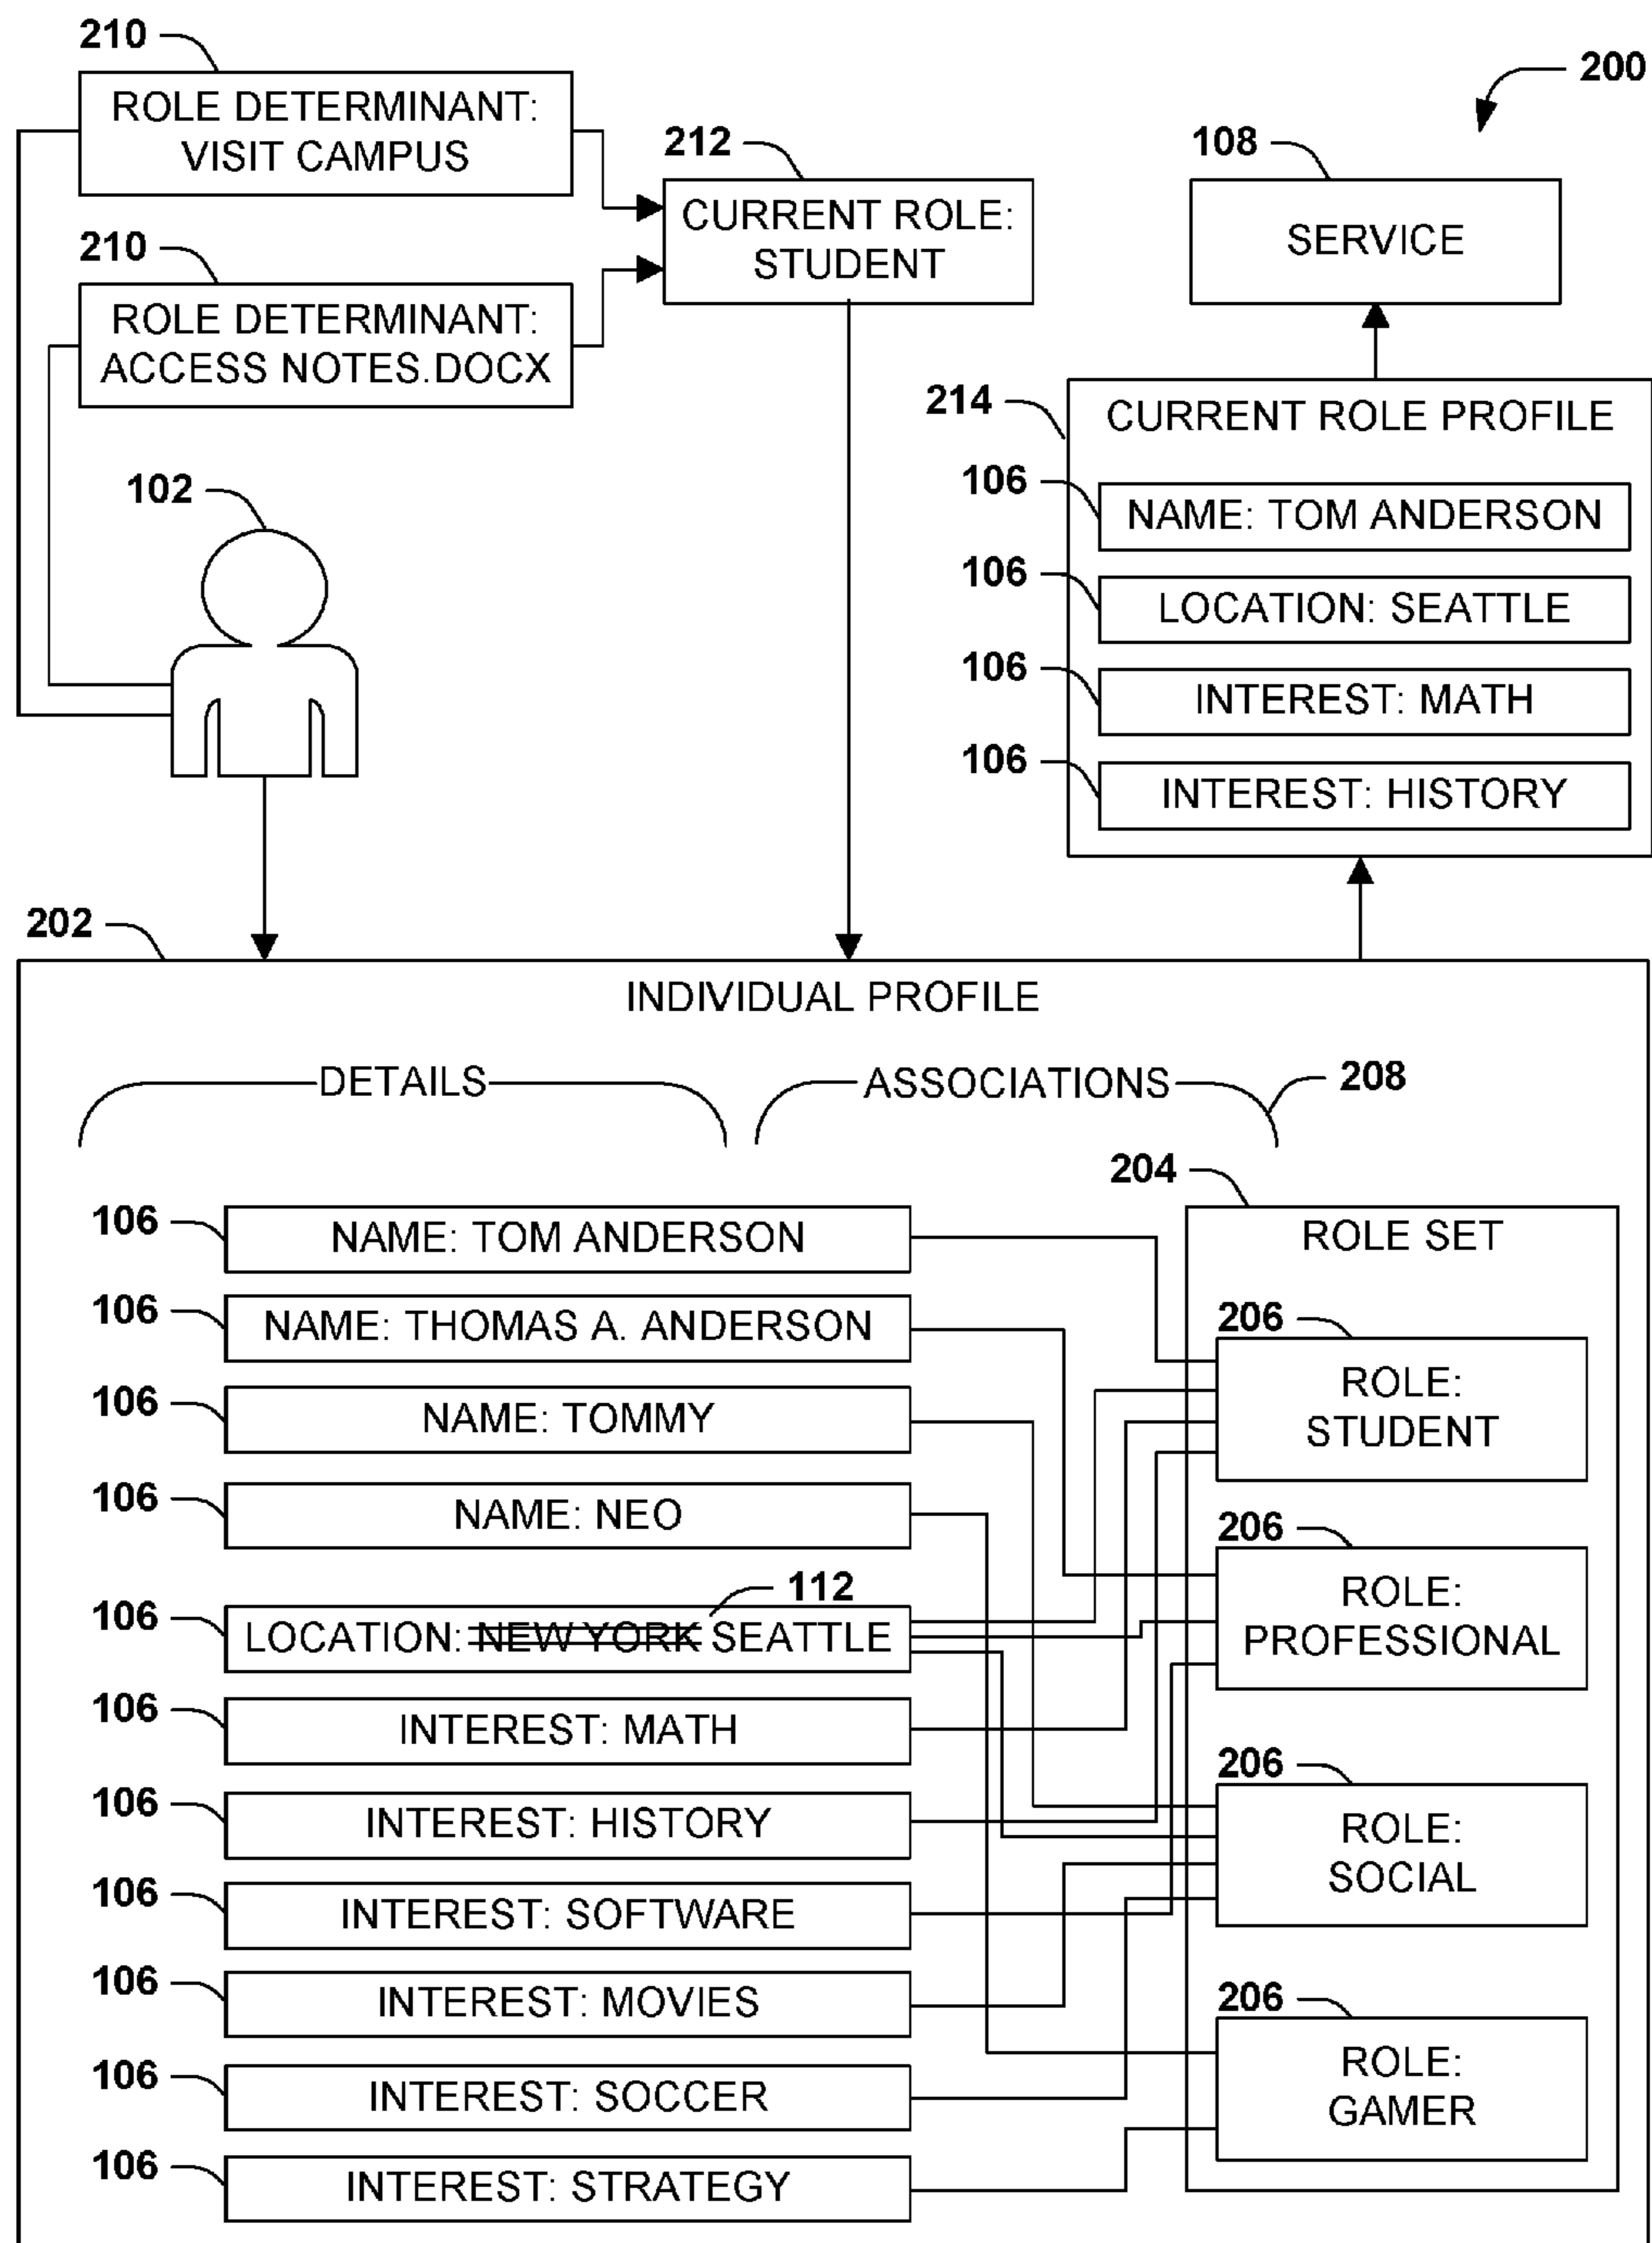 210
ROLE DETERMINANT:
VISIT CAMPUS
210
ROLE DETERMINANT:
ACCESS NOTES.DOCX
212
CURRENT ROLE:
STUDENT
200
108
SERVICE
214
CURRENT ROLE PROFILE
106
NAME: TOM ANDERSON
106
LOCATION: SEATTLE
106
INTEREST: MATH
106
INTEREST: HISTORY
102
202
INDIVIDUAL PROFILE
DETAILS
ASSOCIATIONS
208
106
NAME: TOM ANDERSON
106
NAME: THOMAS A. ANDERSON
106
NAME: TOMMY
106
NAME: NEO
112
106
LOCATION: NEW YORK SEATTLE
106
INTEREST: MATH
106
INTEREST: HISTORY
106
INTEREST: SOFTWARE
106
INTEREST: MOVIES
106
INTEREST: SOCCER
106
INTEREST: STRATEGY
204
ROLE SET
206
ROLE:
STUDENT
206
ROLE:
PROFESSIONAL
206
ROLE:
SOCIAL
206
ROLE:
GAMER